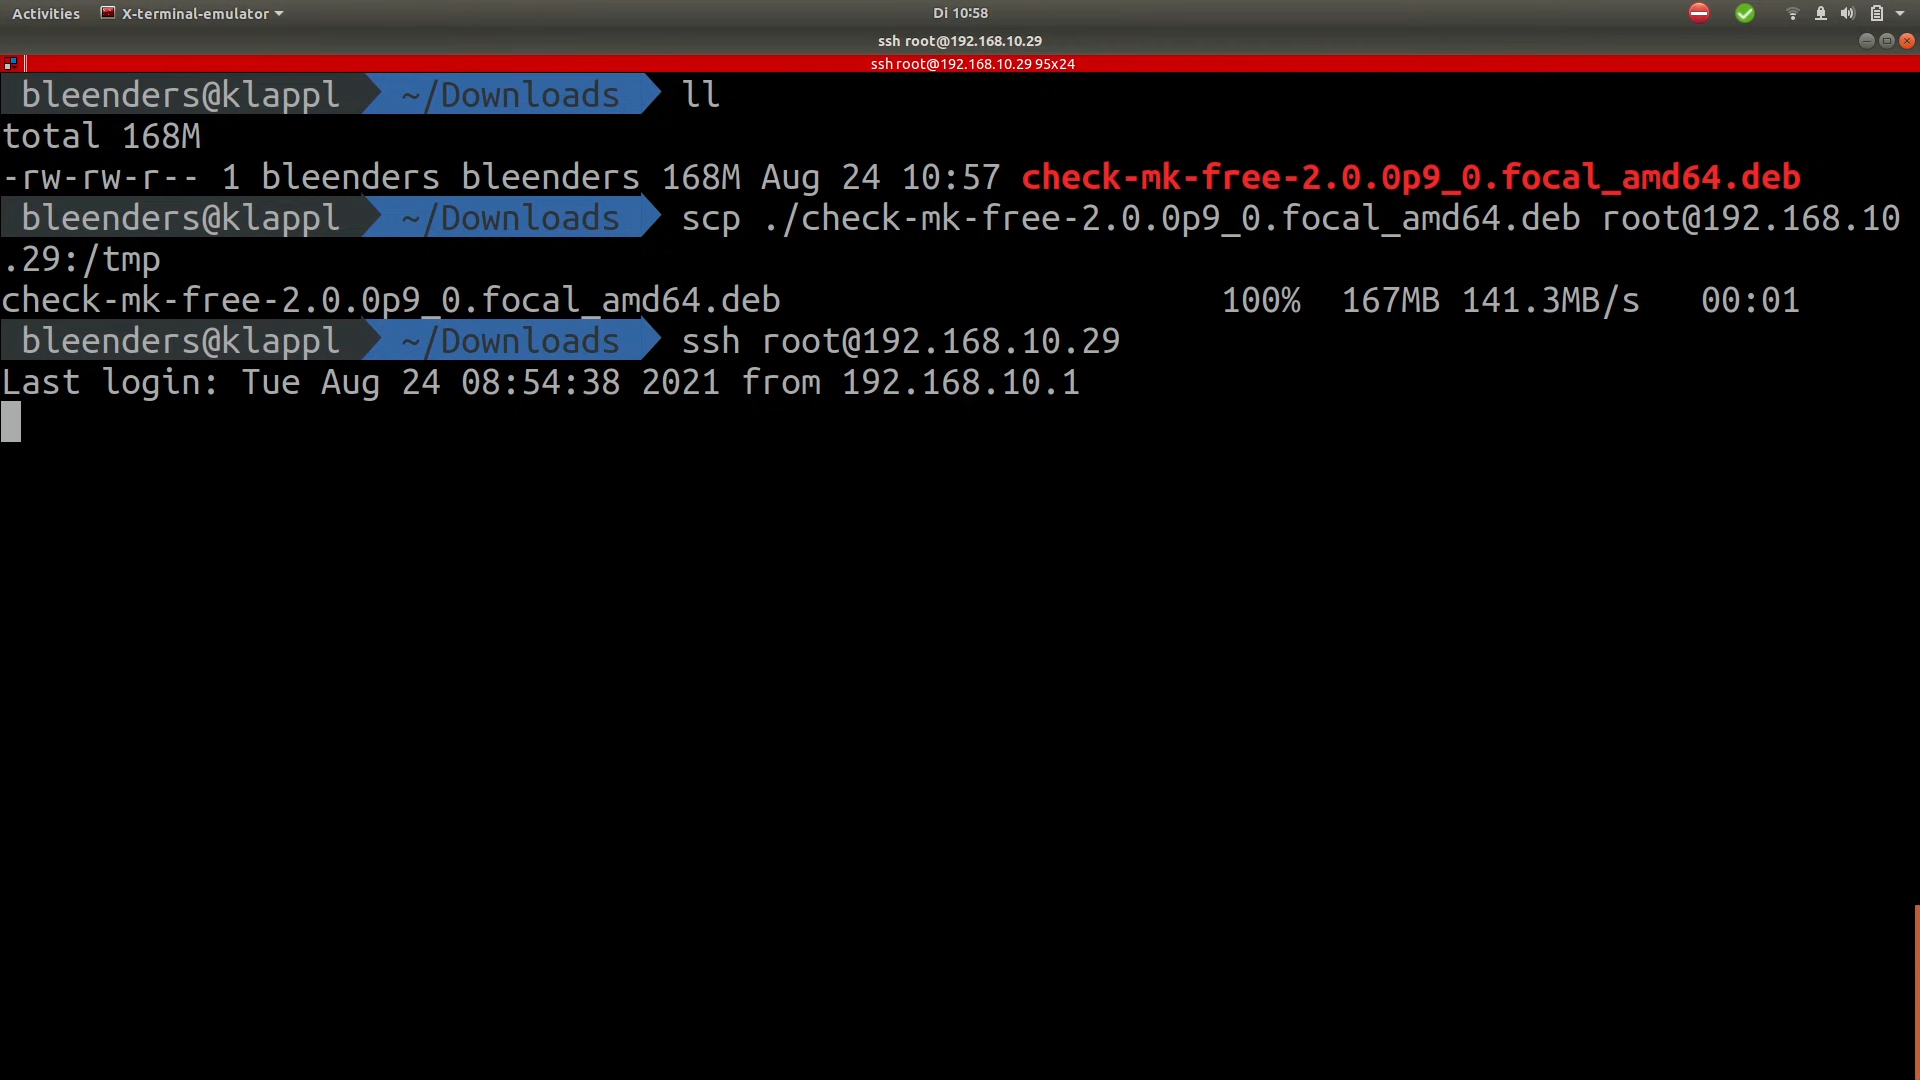 Activities X-terminal-emulator Di 10:58
ssh root@192.168.10.29
ssh root@192.168.10.29 95x24
bleenders@klappl ~/Downloads ll
total 168M
-rw-rw-r-- 1 bleenders bleenders 168M Aug 24 10:57 check-mk-free-2.0.0p9_0.focal_amd64.deb
bleenders@klappl ~/Downloads scp ./check-mk-free-2.0.0p9_0.focal_amd64.deb root@192.168.10
.29:/tmp
check-mk-free-2.0.0p9_0.focal_amd64.deb 100% 167MB 141.3MB/s 00:01
bleenders@klappl ~/Downloads ssh root@192.168.10.29
Last login: Tue Aug 24 08:54:38 2021 from 192.168.10.1